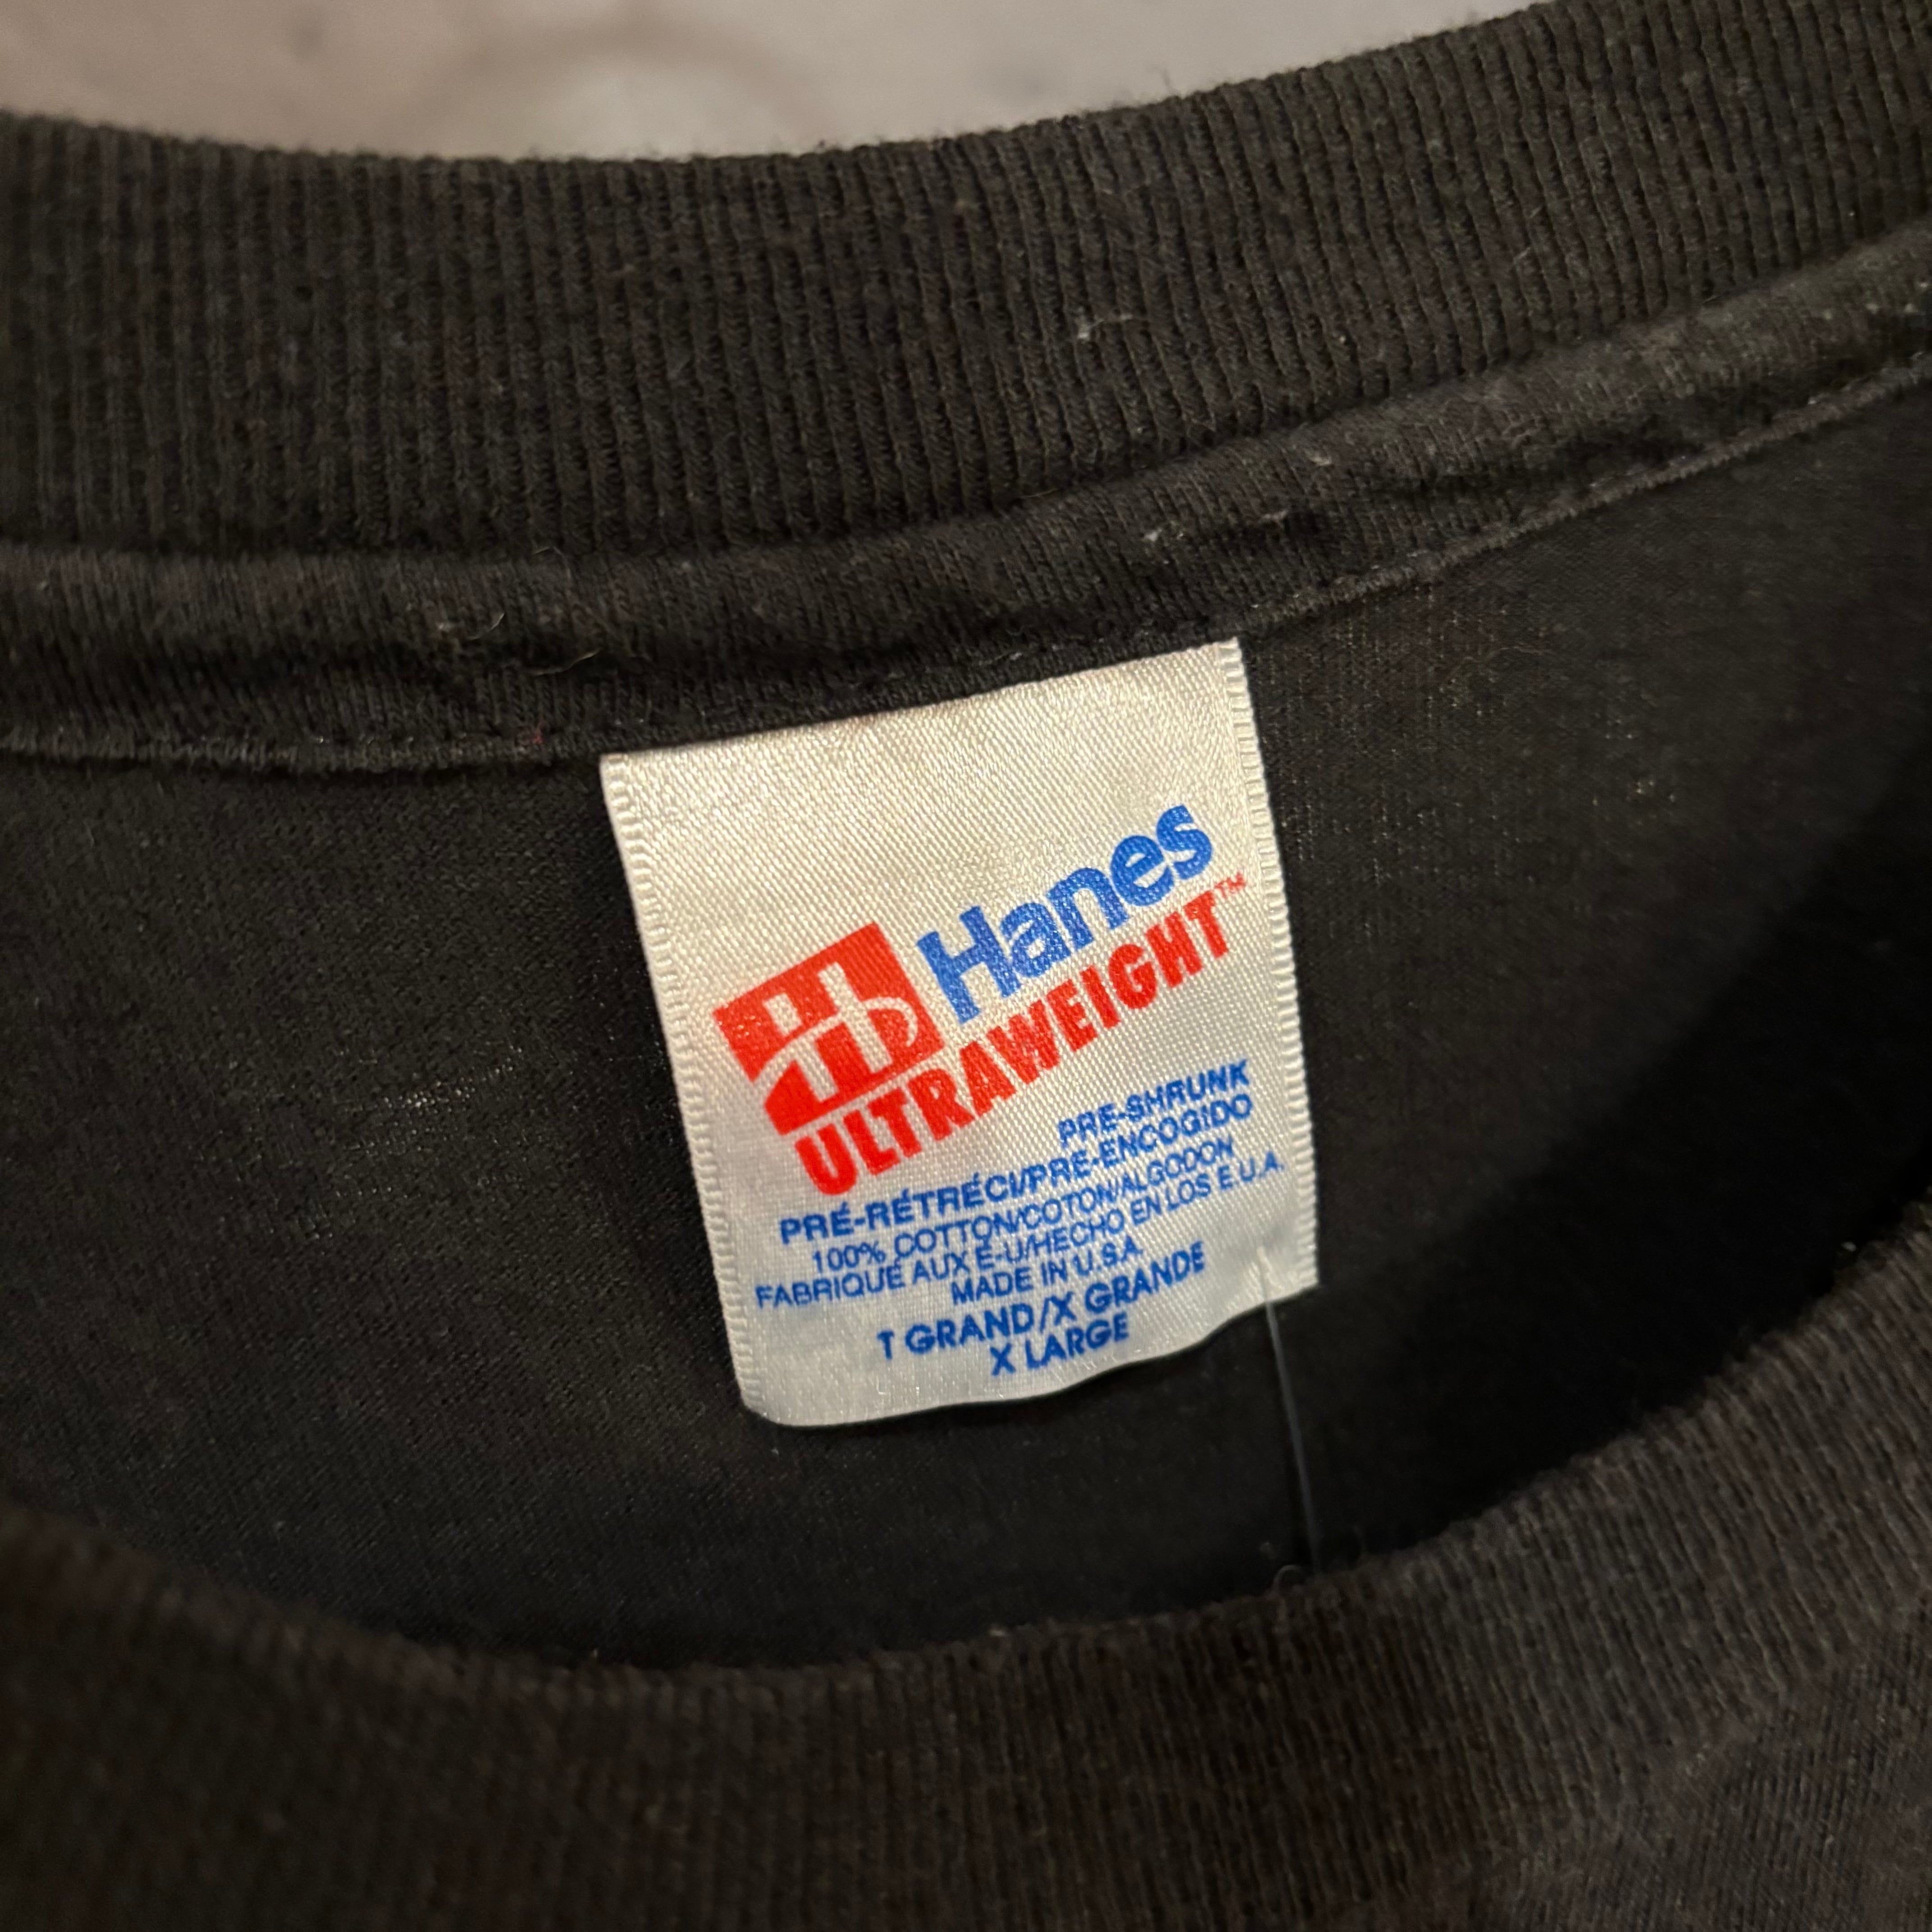 Hanes
ULTRAWEIGHT™
PRE-SHRUNK
PRÉ-RÉTRÉCI/PRE-ENCOGIDO
100% COTTON/COTON/ALGODON
FABRIQUÉ AUX É-U/HECHO EN LOS E.U.A.
MADE IN U.S.A.
T GRAND/X GRANDE
X LARGE